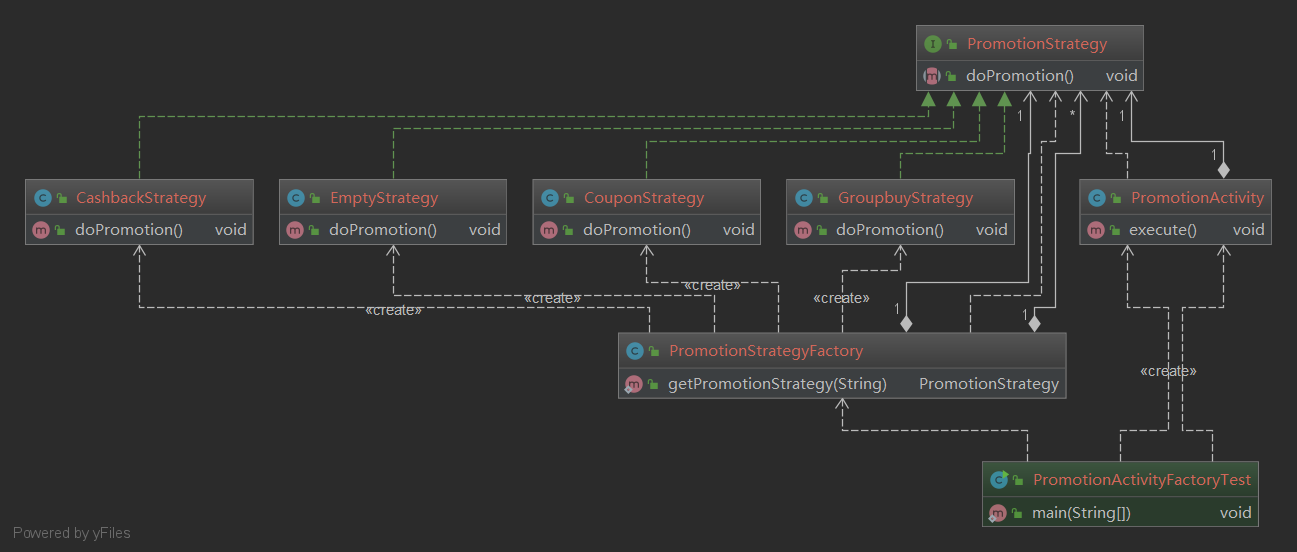 PromotionStrategy
doPromotion() void
1
*
1
1
CashbackStrategy
doPromotion() void
EmptyStrategy
doPromotion() void
CouponStrategy
doPromotion() void
GroupbuyStrategy
doPromotion() void
PromotionActivity
execute() void
«create»
«create»
«create»
«create»
1
1
PromotionStrategyFactory
getPromotionStrategy(String) PromotionStrategy
«create»
PromotionActivityFactoryTest
main(String[]) void
Powered by yFiles